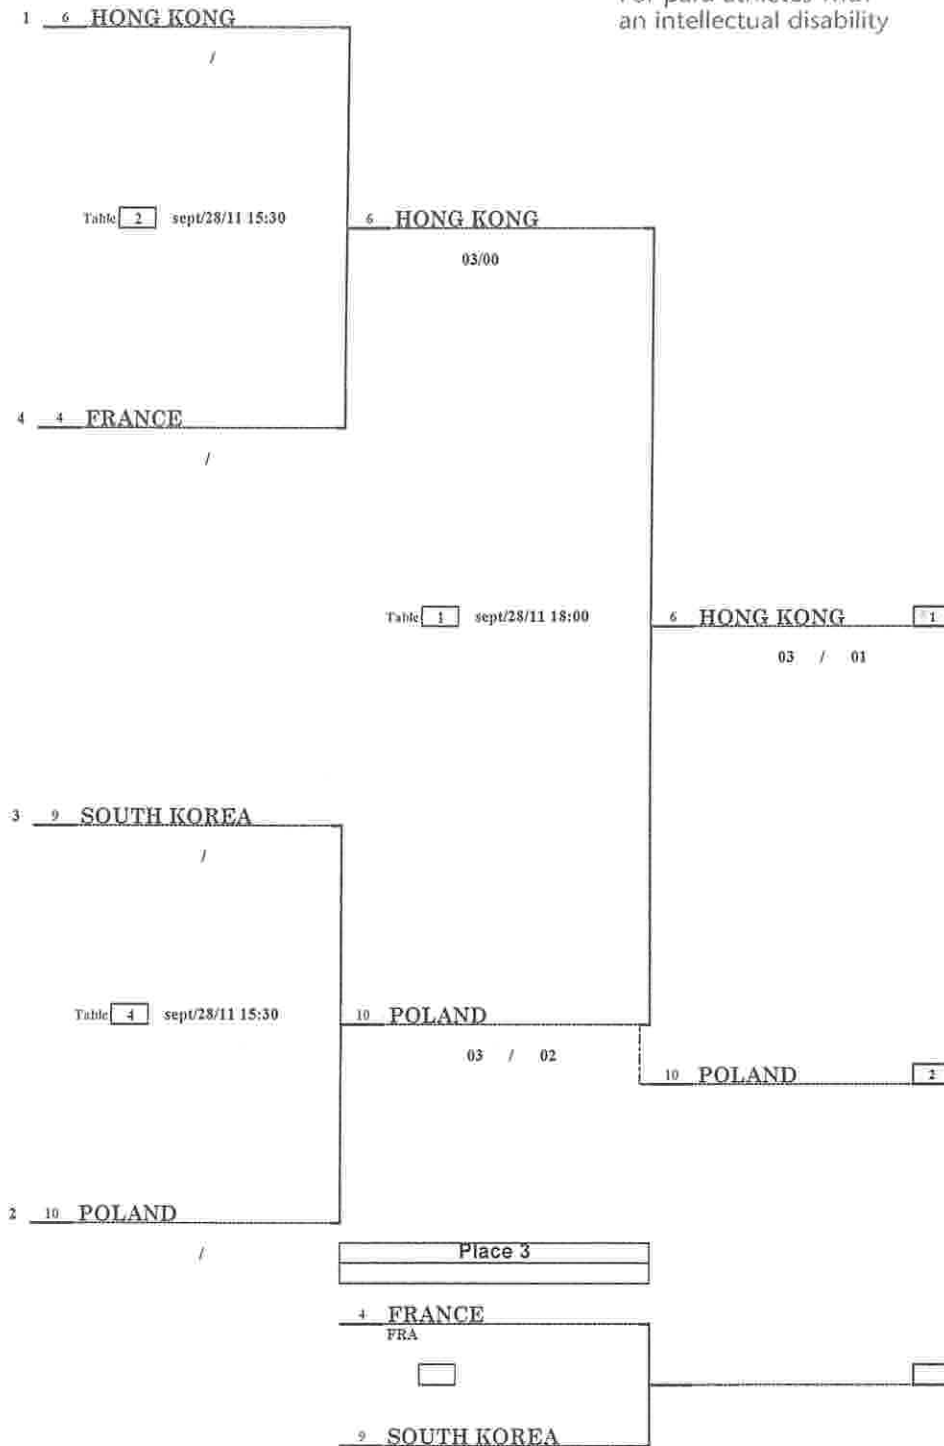 an intellectual disability
1 6 HONG KONG
/
Table 2 sept/28/11 15:30
6 HONG KONG
03/00
4 4 FRANCE
/
Table 1 sept/28/11 18:00
6 HONG KONG 1
03 / 01
3 9 SOUTH KOREA
/
Table 4 sept/28/11 15:30
10 POLAND
03 / 02
10 POLAND 2
2 10 POLAND
/
Place 3
4 FRANCE
FRA
9 SOUTH KOREA